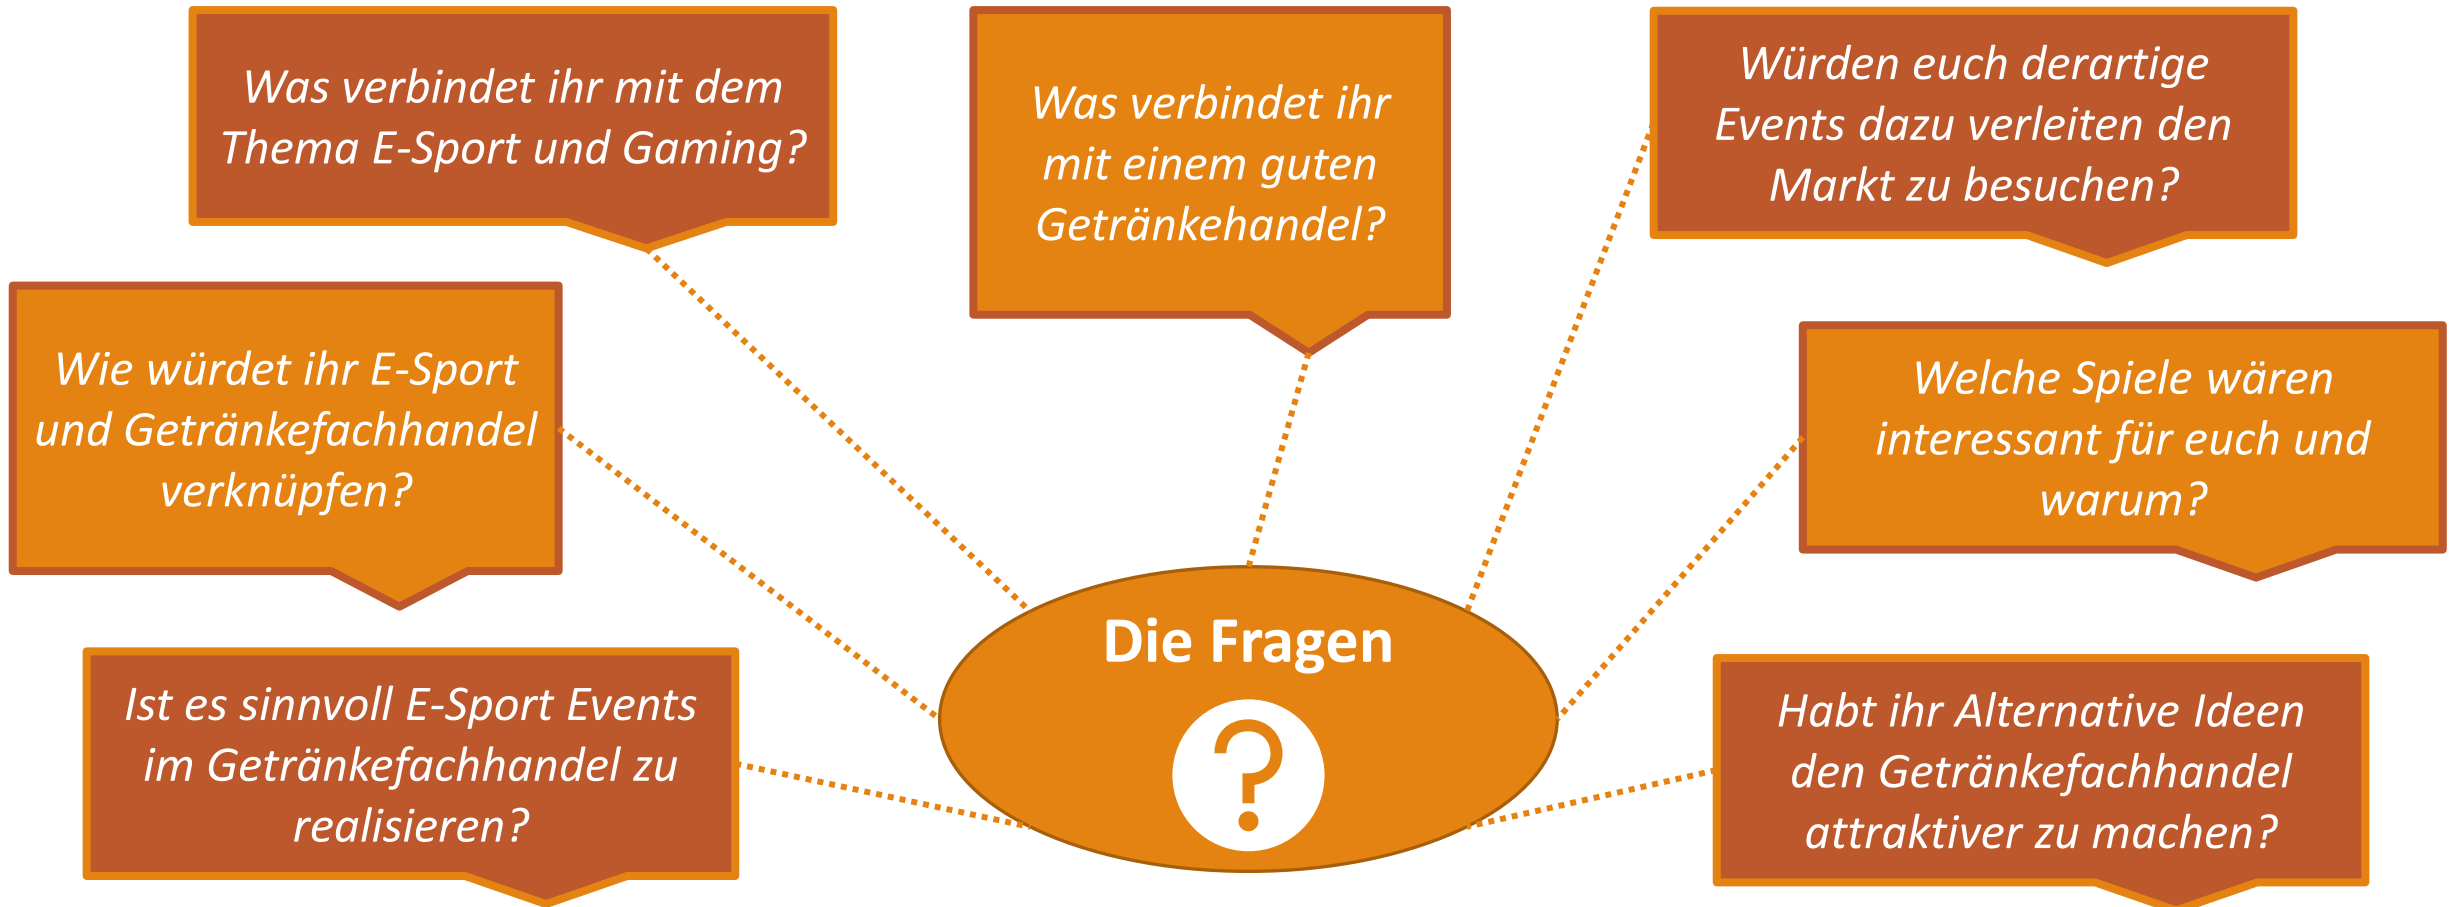 Was verbindet ihr mit dem
Thema E-Sport und Gaming?
Was verbindet ihr
mit einem guten
Getränkehandel?
Würden euch derartige
Events dazu verleiten den
Markt zu besuchen?
Wie würdet ihr E-Sport
und Getränkefachhandel
verknüpfen?
Welche Spiele wären
interessant für euch und
warum?
Die Fragen
?
Ist es sinnvoll E-Sport Events
im Getränkefachhandel zu
realisieren?
Habt ihr Alternative Ideen
den Getränkefachhandel
attraktiver zu machen?